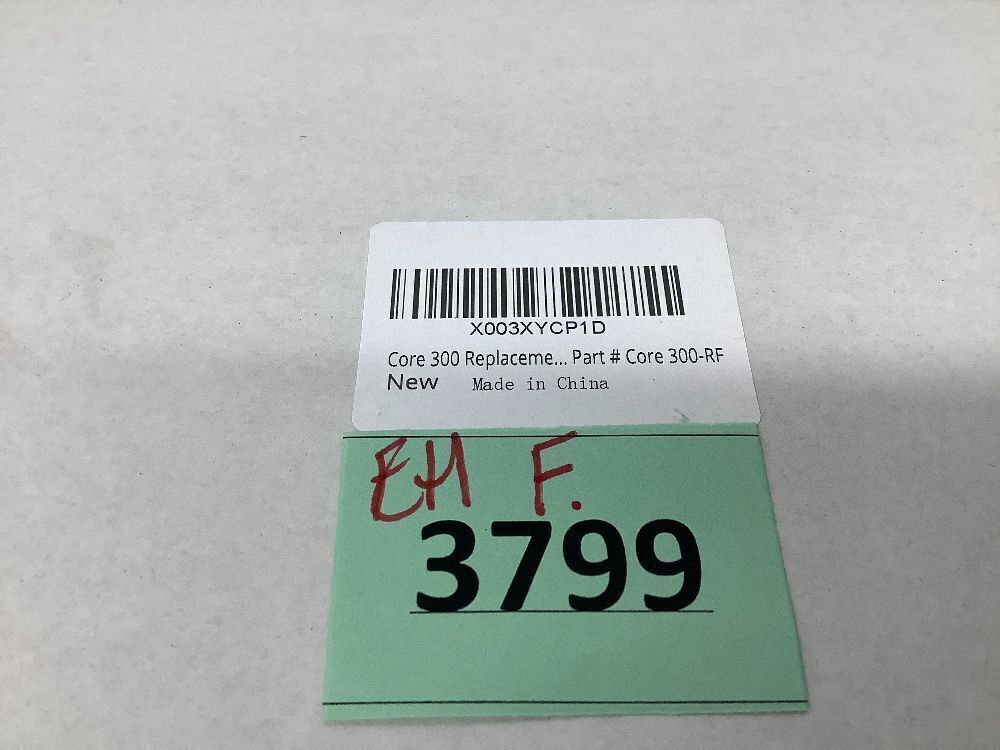 X003XYCP1D
Core 300 Replaceme... Part # Core 300-RF
New Made in China
EH F.
3799